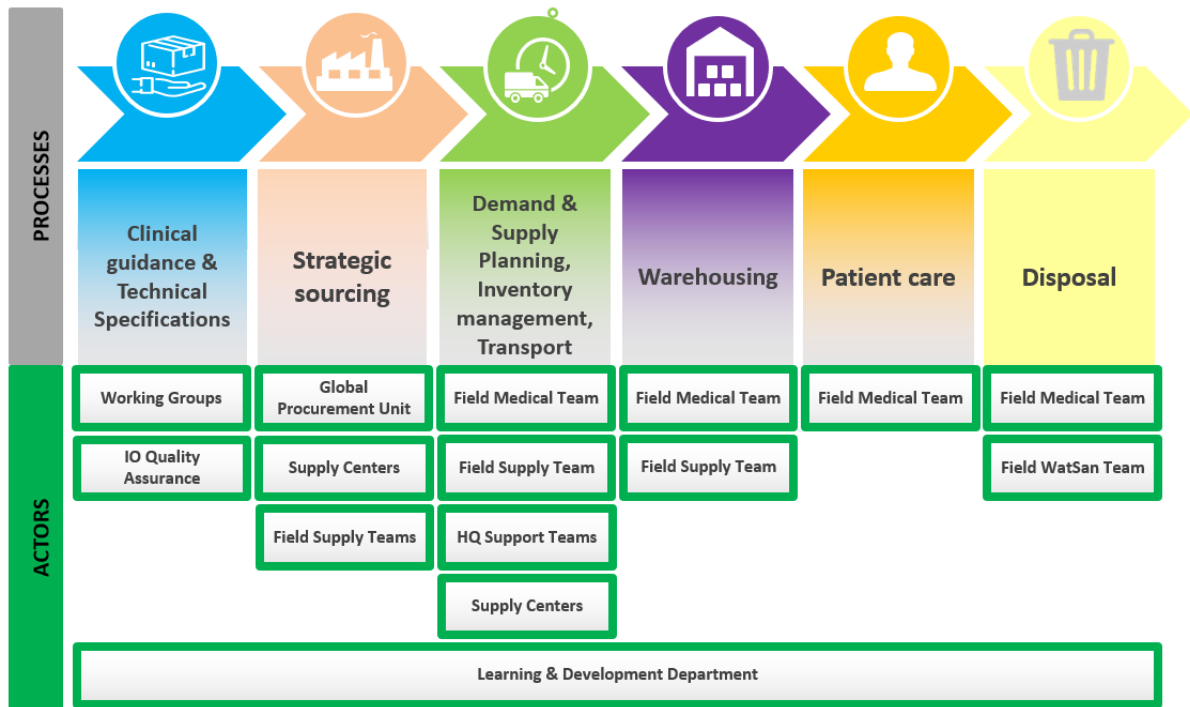 PROCESSES
Clinical
guidance &
Technical
Specifications
Strategic
sourcing
Demand &
Supply
Planning,
Inventory
management,
Transport
Warehousing
Patient care
Disposal
ACTORS
Working Groups
IO Quality
Assurance
Global
Procurement Unit
Supply Centers
Field Supply Teams
Field Medical Team
Field Supply Team
HQ Support Teams
Supply Centers
Field Medical Team
Field Supply Team
Field Medical Team
Field Medical Team
Field WatSan Team
Learning & Development Department